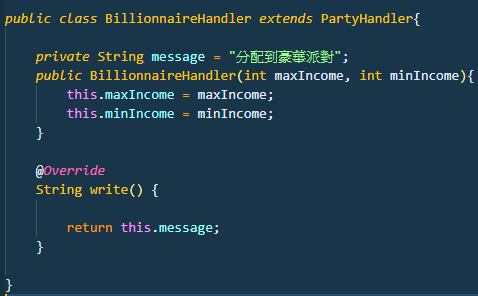 public class BillionnaireHandler extends PartyHandler{
private String message = "分配到豪華派對";
public BillionnaireHandler(int maxIncome, int minIncome){
this.maxIncome = maxIncome;
this.minIncome = minIncome;
}
@Override
String write() {
return this.message;
}
}